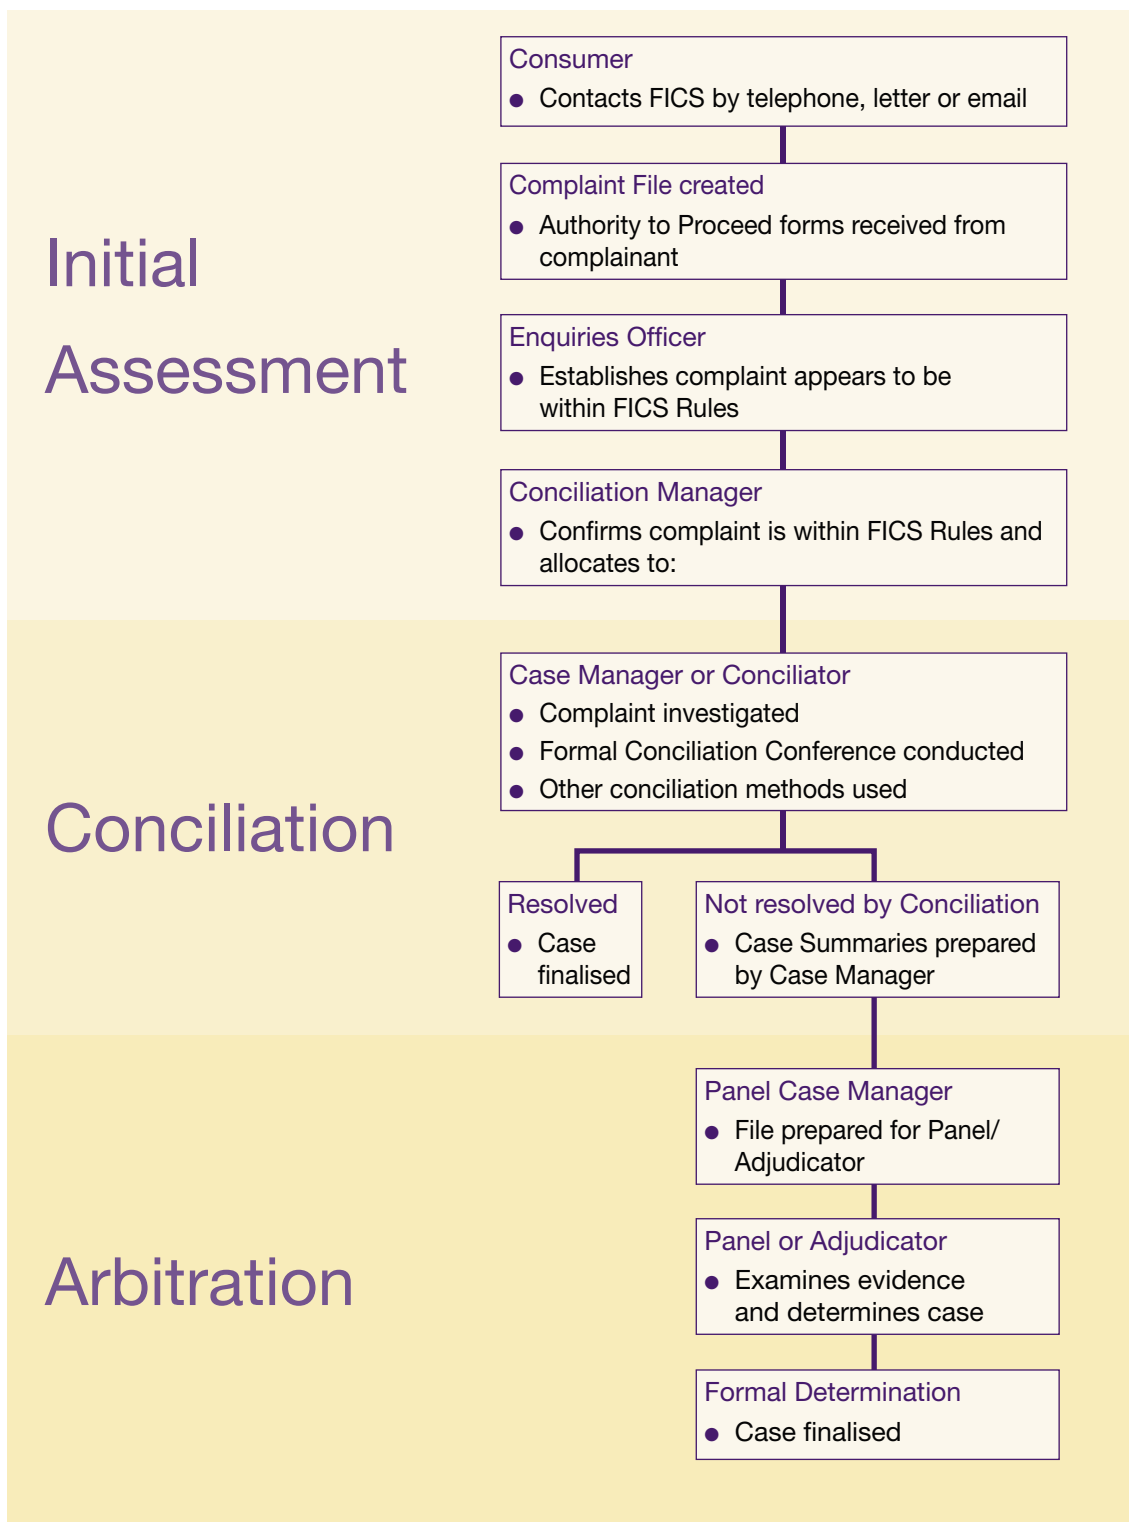 Initial
Assessment
Consumer
● Contacts FICS by telephone, letter or email
Complaint File created
● Authority to Proceed forms received from
complainant
Enquiries Officer
● Establishes complaint appears to be
within FICS Rules
Conciliation Manager
● Confirms complaint is within FICS Rules and
allocates to:
Conciliation
Case Manager or Conciliator
● Complaint investigated
● Formal Conciliation Conference conducted
● Other conciliation methods used
Resolved
● Case
finalised
Not resolved by Conciliation
● Case Summaries prepared
by Case Manager
Arbitration
Panel Case Manager
● File prepared for Panel/
Adjudicator
Panel or Adjudicator
● Examines evidence
and determines case
Formal Determination
● Case finalised